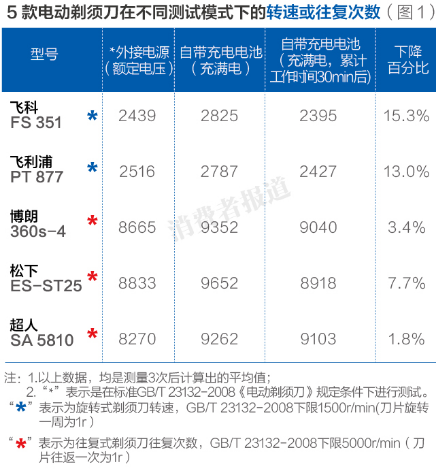 5款电动剃须刀在不同测试模式下的转速或往复次数（图1）
型号 *外接电源（额定电压） 自带充电电池（充满电） 自带充电电池（充满电，累计工作时间30min后） 下降百分比
飞科 FS 351 * 2439 2825 2395 15.3%
飞利浦 PT 877 * 2516 2787 2427 13.0%
博朗 360s-4 * 8665 9352 9040 3.4%
松下 ES-ST25 * 8833 9652 8918 7.7%
超人 SA 5810 * 8270 9262 9103 1.8%
消费者报道
注：1.以上数据，均是测量3次后计算出的平均值；
2.“*”表示是在标准GB/T 23132-2008《电动剃须刀》规定条件下进行测试。
“*”表示为旋转式剃须刀转速，GB/T 23132-2008下限1500r/min(刀片旋转
一周为1r）
“*”表示为往复式剃须刀往复次数，GB/T 23132-2008下限5000r/min（刀
片往返一次为1r）